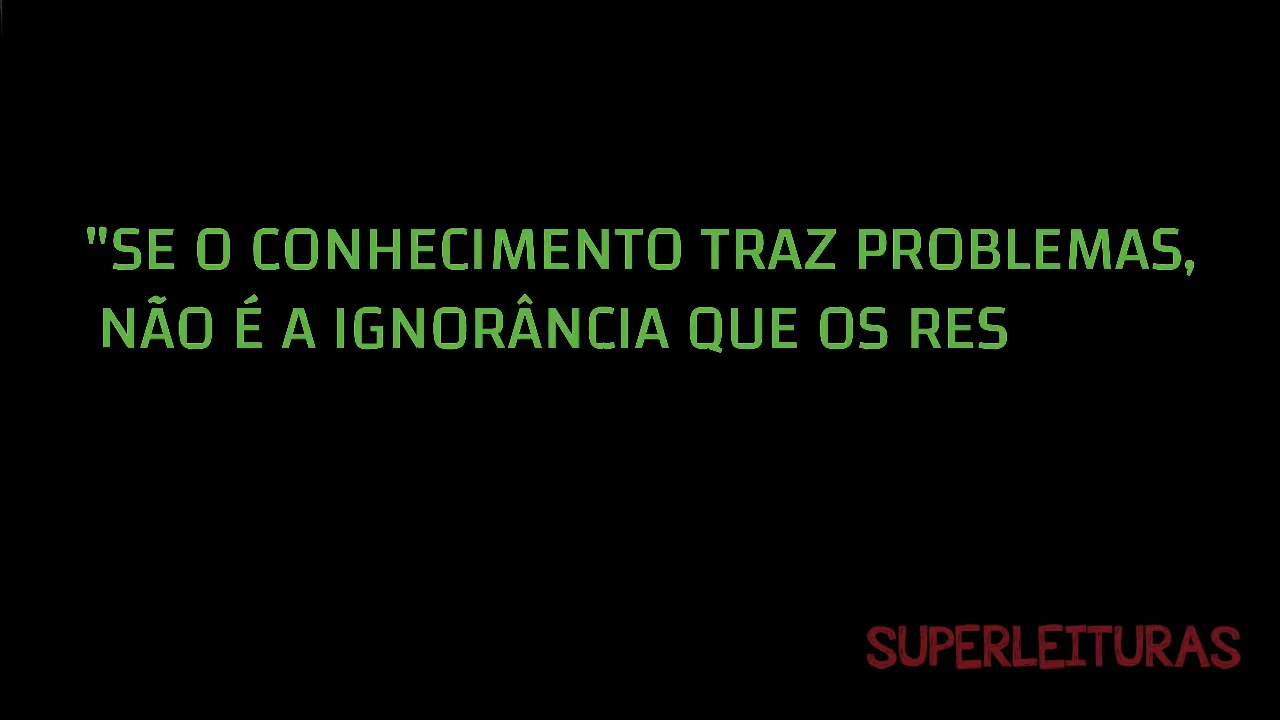 "SE O CONHECIMENTO TRAZ PROBLEMAS,
NÃO É A IGNORÂNCIA QUE OS RES
SUPERLEITURAS